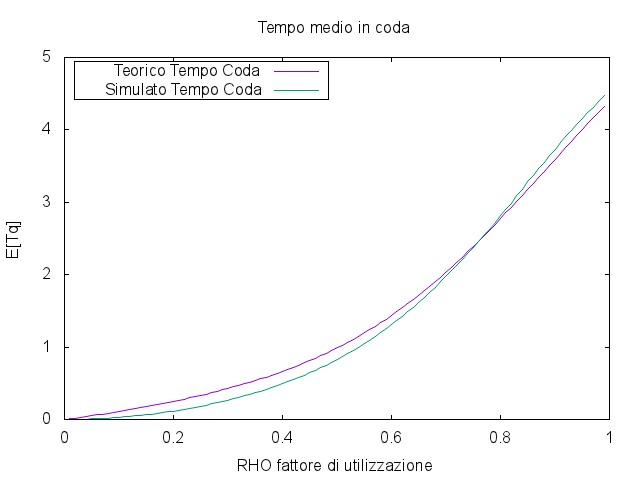 Tempo medio in coda
Teorico Tempo Coda
Simulato Tempo Coda
5
4
3
2
1
0
E[Tq]
0 0.2 0.4 0.6 0.8 1
RHO fattore di utilizzazione